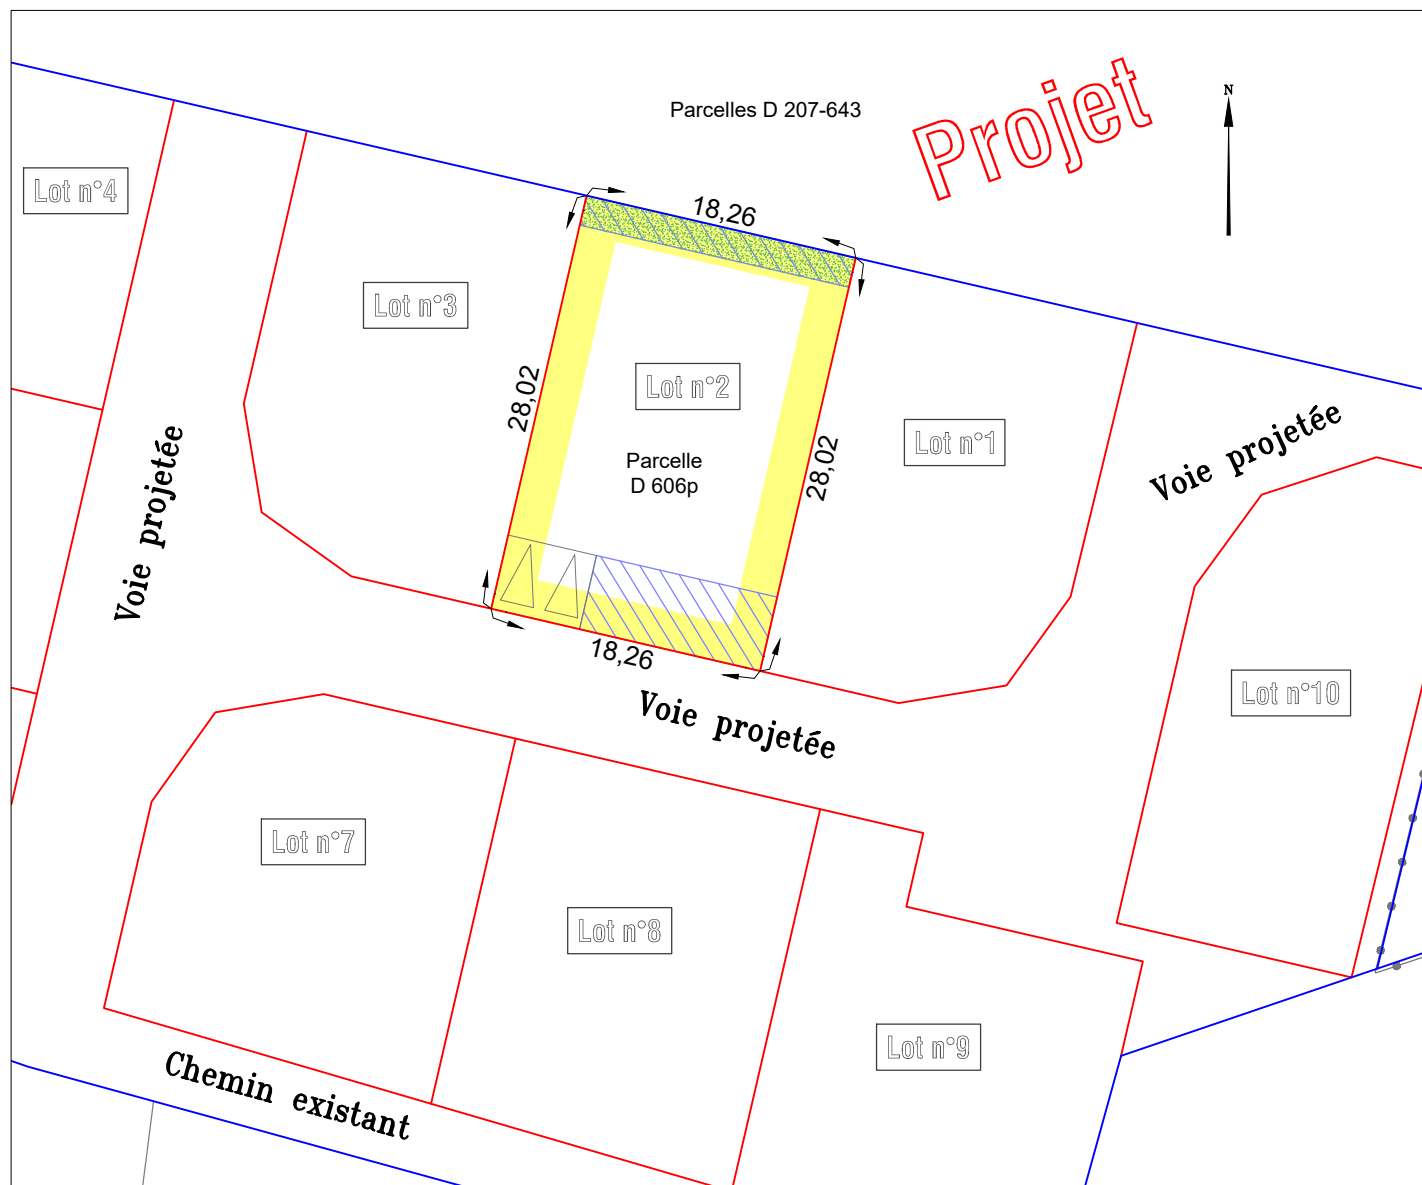 Parcelles D 207-643
Projet
N
Lot n°4
18,26
Lot n°3
Lot n°2
28,02
Parcelle
D 606p
28,02
Lot n°1
Voie projetée
Voie projetée
18,26
Voie projetée
Lot n°10
Lot n°7
Lot n°8
Lot n°9
Chemin existant